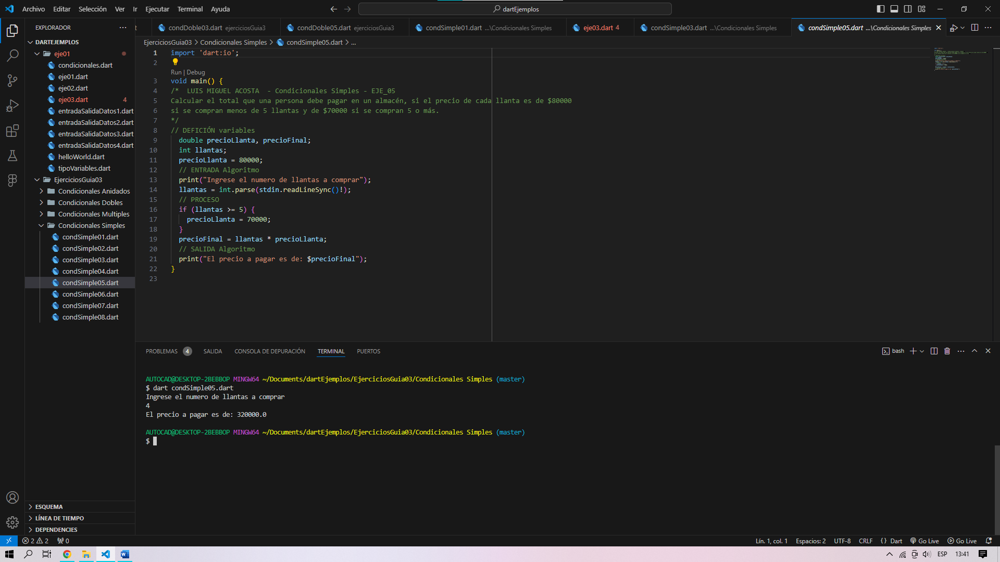 Archivo Editar Selección Ver Ir Ejecutar Terminal Ayuda
dartEjemplos
EXPLORADOR
DARTEJEMPLOS
eje01
condicionales.dart
eje01.dart
eje02.dart
eje03.dart 4
entradaSalidaDatos1.dart
entradaSalidaDatos2.dart
entradaSalidaDatos3.dart
entradaSalidaDatos4.dart
helloWorld.dart
tipoVariables.dart
EjerciciosGuia03
Condicionales Anidados
Condicionales Dobles
Condicionales Multiples
Condicionales Simples
condSimple01.dart
condSimple02.dart
condSimple03.dart
condSimple04.dart
condSimple05.dart
condSimple06.dart
condSimple07.dart
condSimple08.dart
ESQUEMA
LÍNEA DE TIEMPO
DEPENDENCIES
t condDoble03.dart ejerciciosGuia3 condDoble05.dart ejerciciosGuia3 condSimple01.dart ...\Condicionales Simples eje03.dart 4 condSimple03.dart ...\Condicionales Simples condSimple05.dart ...\Condicionales Simples
EjerciciosGuia03 > Condicionales Simples > condSimple05.dart > ...
1 import 'dart:io';
2
Run | Debug
3 void main() {
4 /*  LUIS MIGUEL ACOSTA  - Condicionales Simples - EJE_05
5 Calcular el total que una persona debe pagar en un almacén, si el precio de cada llanta es de $80000
6 si se compran menos de 5 llantas y de $70000 si se compran 5 o más.
7 */
8 // DEFICIÓN variables
9 double precioLlanta, precioFinal;
10 int llantas;
11 precioLlanta = 80000;
12 // ENTRADA Algoritmo
13 print("Ingrese el numero de llantas a comprar");
14 llantas = int.parse(stdin.readLineSync()!);
15 // PROCESO
16 if (llantas >= 5) {
17 precioLlanta = 70000;
18 }
19 precioFinal = llantas * precioLlanta;
20 // SALIDA Algoritmo
21 print("El precio a pagar es de: $precioFinal");
22 }
23
PROBLEMAS 4 SALIDA CONSOLA DE DEPURACIÓN TERMINAL PUERTOS
bash
AUTOCAD@DESKTOP-2BEBBOP MINGW64 ~/Documents/dartEjemplos/EjerciciosGuia03/Condicionales Simples (master)
$ dart condSimple05.dart
Ingrese el numero de llantas a comprar
4
El precio a pagar es de: 320000.0
AUTOCAD@DESKTOP-2BEBBOP MINGW64 ~/Documents/dartEjemplos/EjerciciosGuia03/Condicionales Simples (master)
$
2 2 0
Lín. 1, col. 1 Espacios: 2 UTF-8 CRLF {} Dart Go Live Go Live
ESP 13:41